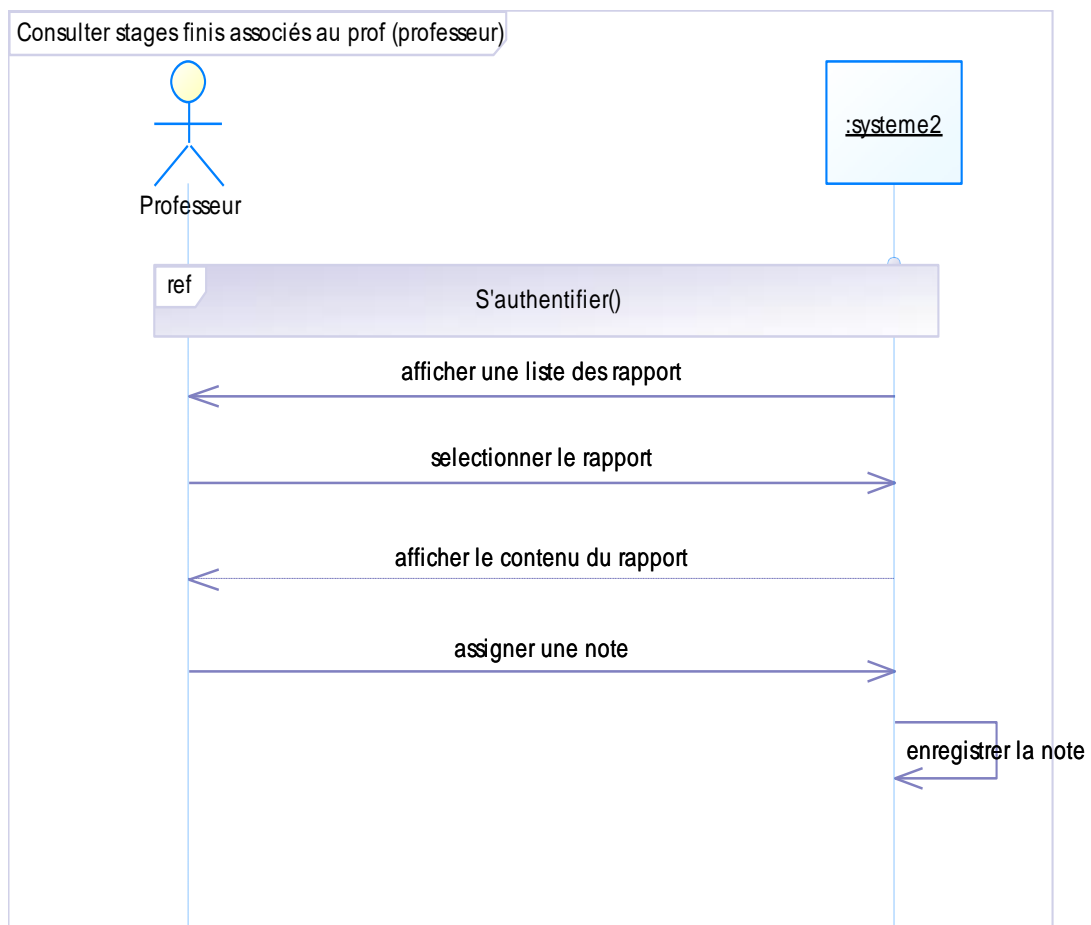 Consulter stages finis associés au prof (professeur)
:systeme2
Professeur
ref
S'authentifier()
afficher une liste des rapport
selectionner le rapport
afficher le contenu du rapport
assigner une note
enregistrer la note